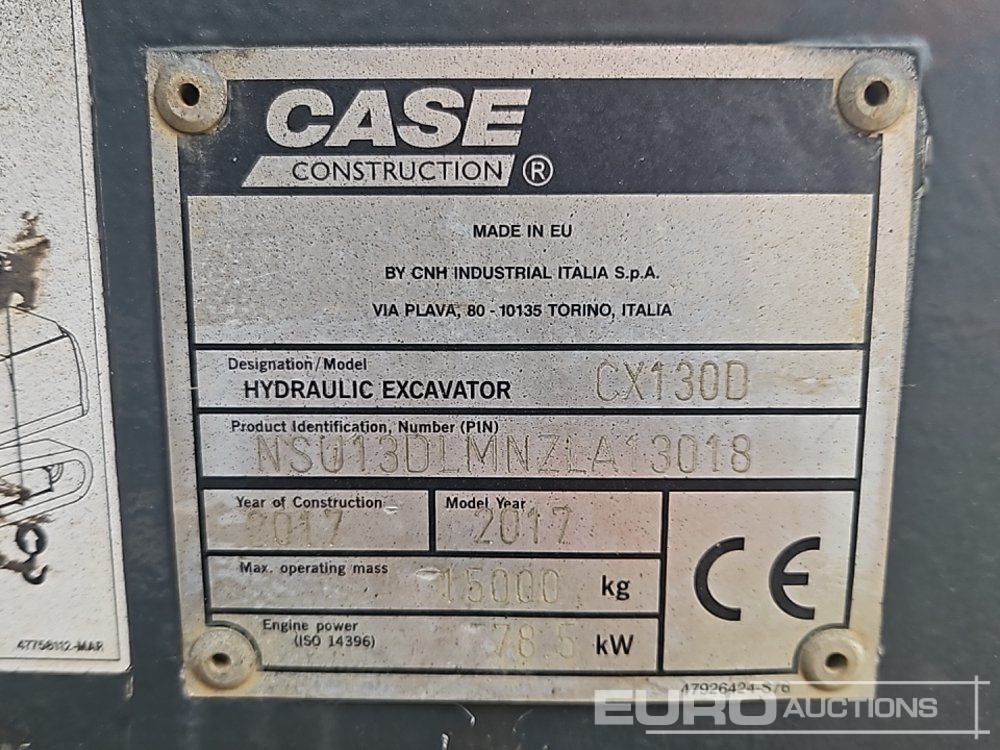 CASE
CONSTRUCTION ®
MADE IN EU
BY CNH INDUSTRIAL ITALIA S.p.A.
VIA PLAVA, 80 - 10135 TORINO, ITALIA
Designation/Model
HYDRAULIC EXCAVATOR CX130D
Product Identification, Number (PIN)
NSU13DLMNZLA13018
Year of Construction Model Year
2017 2017
Max. operating mass 15000 kg
Engine power
(ISO 14396) 78.5 kW
CE
47926424-S76
47758112-MAR
EURO AUCTIONS